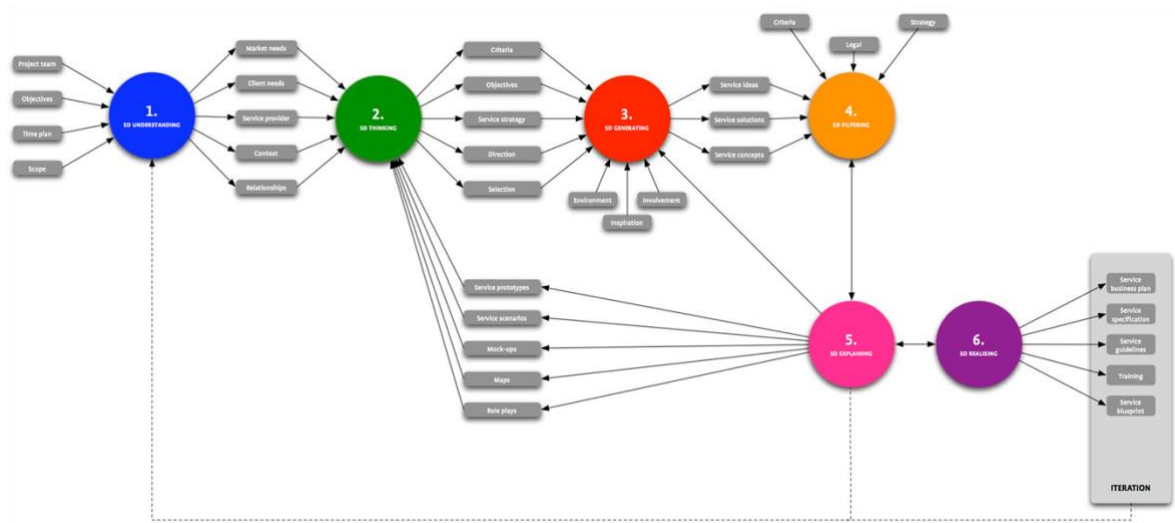 Project team
Objectives
Time plan
Scope
1.
SD UNDERSTANDING
Market needs
Client needs
Service provider
Context
Relationships
2.
SD THINKING
Criteria
Objectives
Service strategy
Direction
Selection
3.
SD GENERATING
Environment
Inspiration
Involvement
Service ideas
Service solutions
Service concepts
Criteria
Legal
Strategy
4.
SD FILTERING
Service prototypes
Service scenarios
Mock-ups
Maps
Role plays
5.
SD EXPLAINING
6.
SD REALISING
Service
business plan
Service
specification
Service
guidelines
Training
Service
blueprint
ITERATION